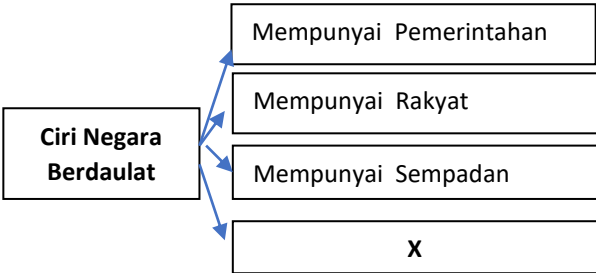 Ciri Negara
Berdaulat
Mempunyai Pemerintahan
Mempunyai Rakyat
Mempunyai Sempadan
X